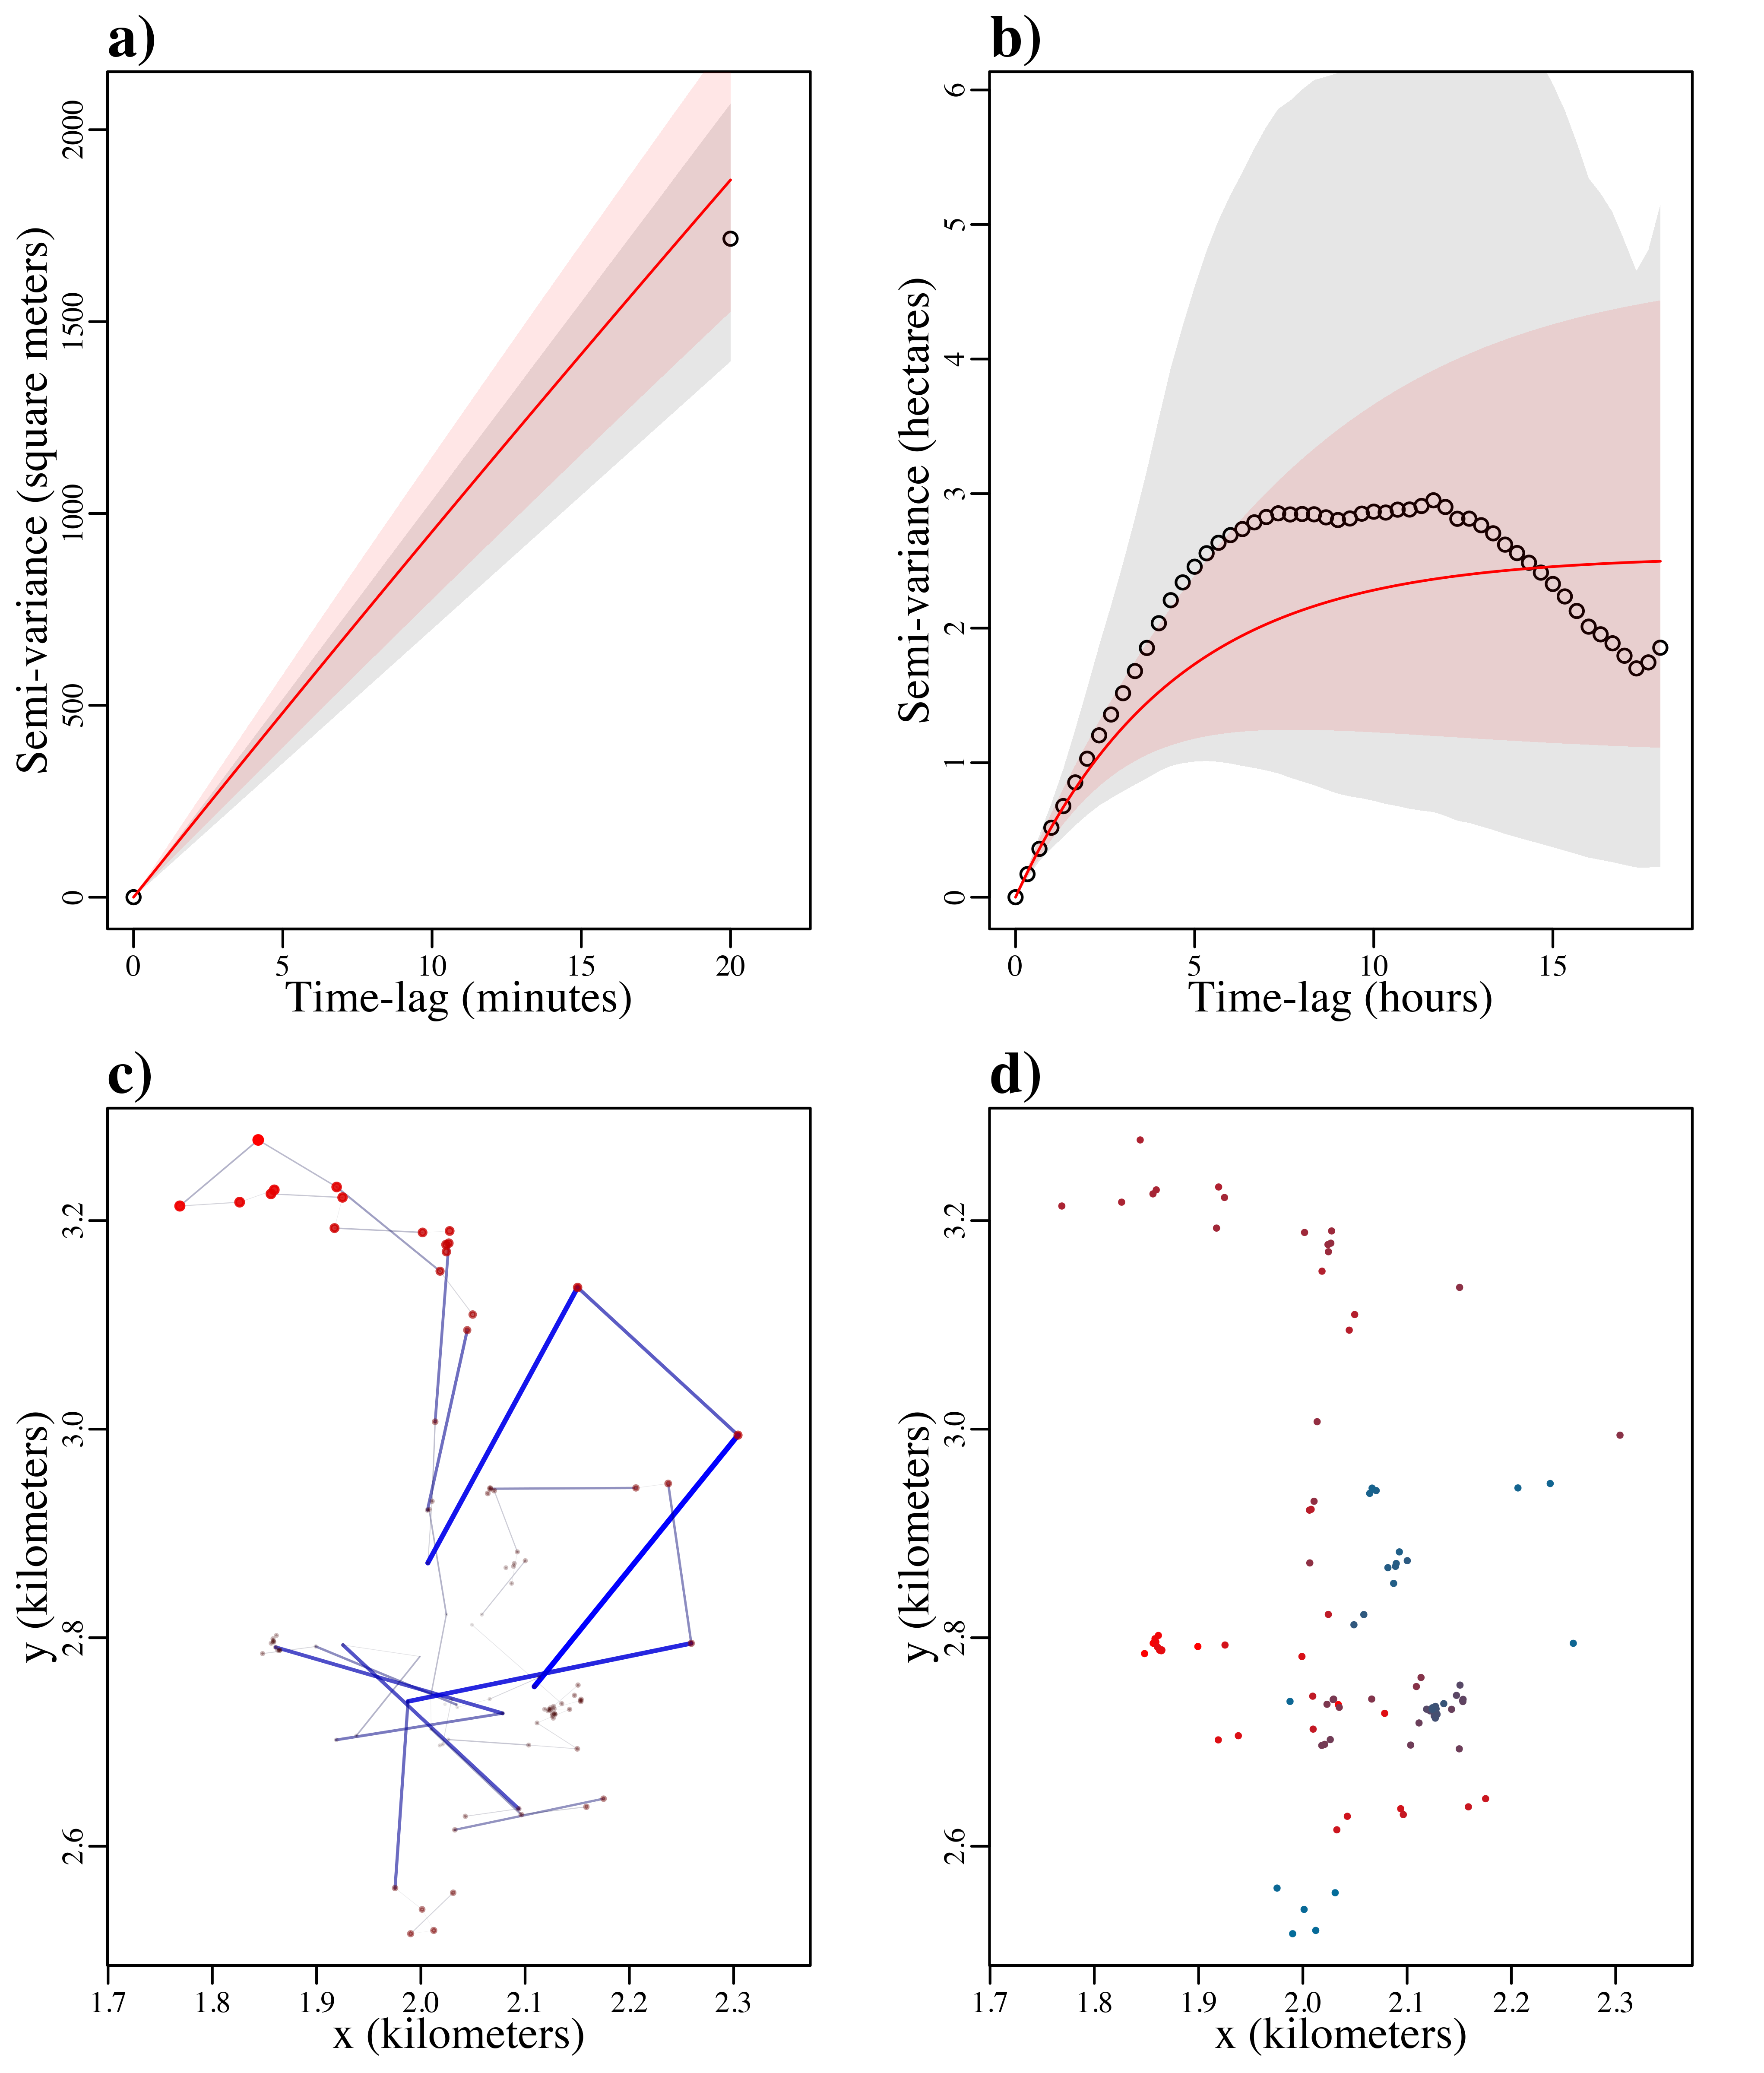 a)
Semi-variance (square meters)
2000
1500
1000
500
0
0 5 10 15 20
Time-lag (minutes)
b)
Semi-variance (hectares)
6
5
4
3
2
1
0
0 5 10 15
Time-lag (hours)
c)
y (kilometers)
3.2
3.0
2.8
2.6
1.7 1.8 1.9 2.0 2.1 2.2 2.3
x (kilometers)
d)
y (kilometers)
3.2
3.0
2.8
2.6
1.7 1.8 1.9 2.0 2.1 2.2 2.3
x (kilometers)